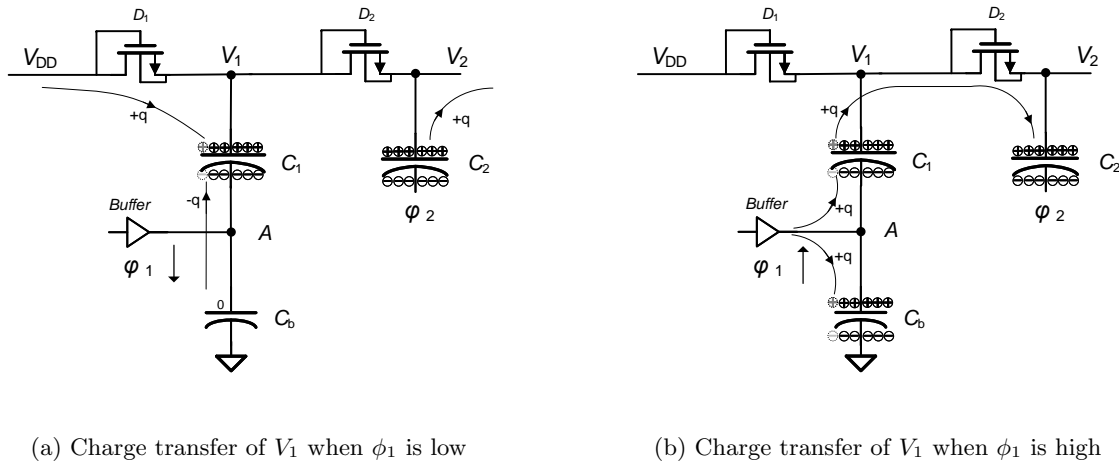 D1 D2
VDD V1 V2
+q +q
C1 C2
-q
Buffer A φ2
φ1
0
Cb
(a) Charge transfer of V1 when ϕ1 is low
D1 D2
VDD V1 V2
+q
C1 C2
+q
Buffer A φ2
φ1 +q
Cb
(b) Charge transfer of V1 when ϕ1 is high